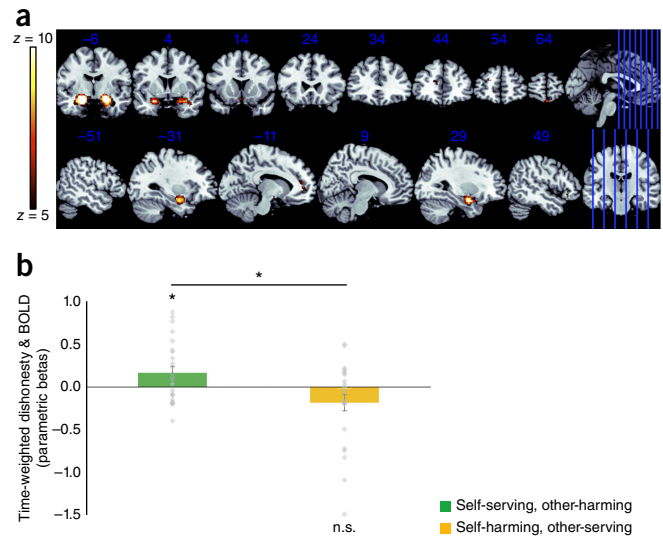 a
z = 10
z = 5
−6 4 14 24 34 44 54 64
−51 −31 −11 9 29 49
b
Time-weighted dishonesty & BOLD
(parametric betas)
1.0
0.5
0.0
−0.5
−1.0
−1.5
*
*
n.s.
Self-serving, other-harming
Self-harming, other-serving